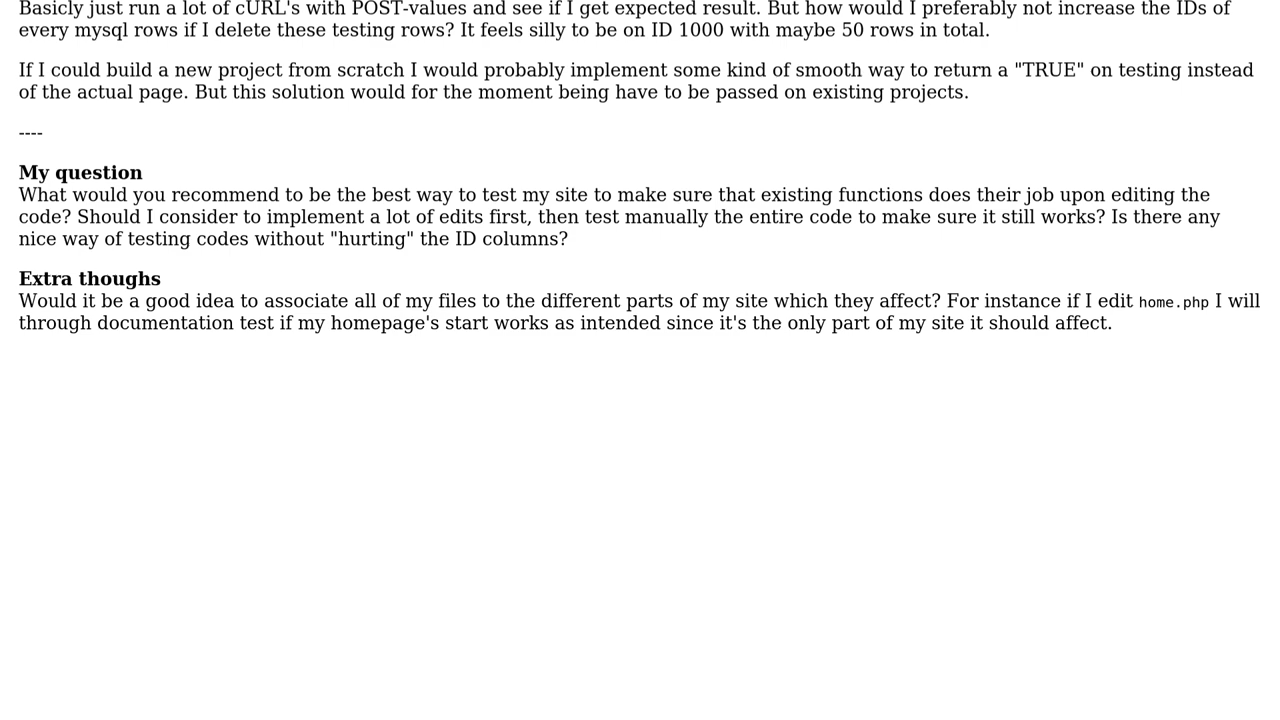 Basicly just run a lot of cURL's with POST-values and see if I get expected result. But how would I preferably not increase the IDs of
every mysql rows if I delete these testing rows? It feels silly to be on ID 1000 with maybe 50 rows in total.
If I could build a new project from scratch I would probably implement some kind of smooth way to return a "TRUE" on testing instead
of the actual page. But this solution would for the moment being have to be passed on existing projects.
----
My question
What would you recommend to be the best way to test my site to make sure that existing functions does their job upon editing the
code? Should I consider to implement a lot of edits first, then test manually the entire code to make sure it still works? Is there any
nice way of testing codes without "hurting" the ID columns?
Extra thoughs
Would it be a good idea to associate all of my files to the different parts of my site which they affect? For instance if I edit home.php I will
through documentation test if my homepage's start works as intended since it's the only part of my site it should affect.